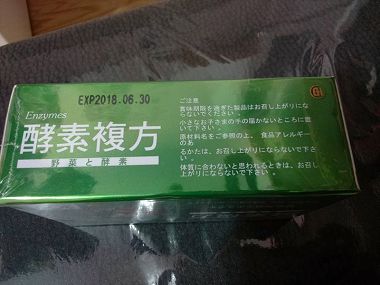 EXP2018.06.30
Enzymes
酵素複方
野菜と酵素
ご注意
賞味期限を過ぎた製品はお召し上がりにな
らないでください。
小さなお子さまの手の届かないところに置
いて下さい。
原材料名をご参照の上、食品アレルギー
のあ
るかたは、お召し上がりにならないで下さ
い。
体質に合わないと思われるときは、お召し
上がりにならないで下さい。